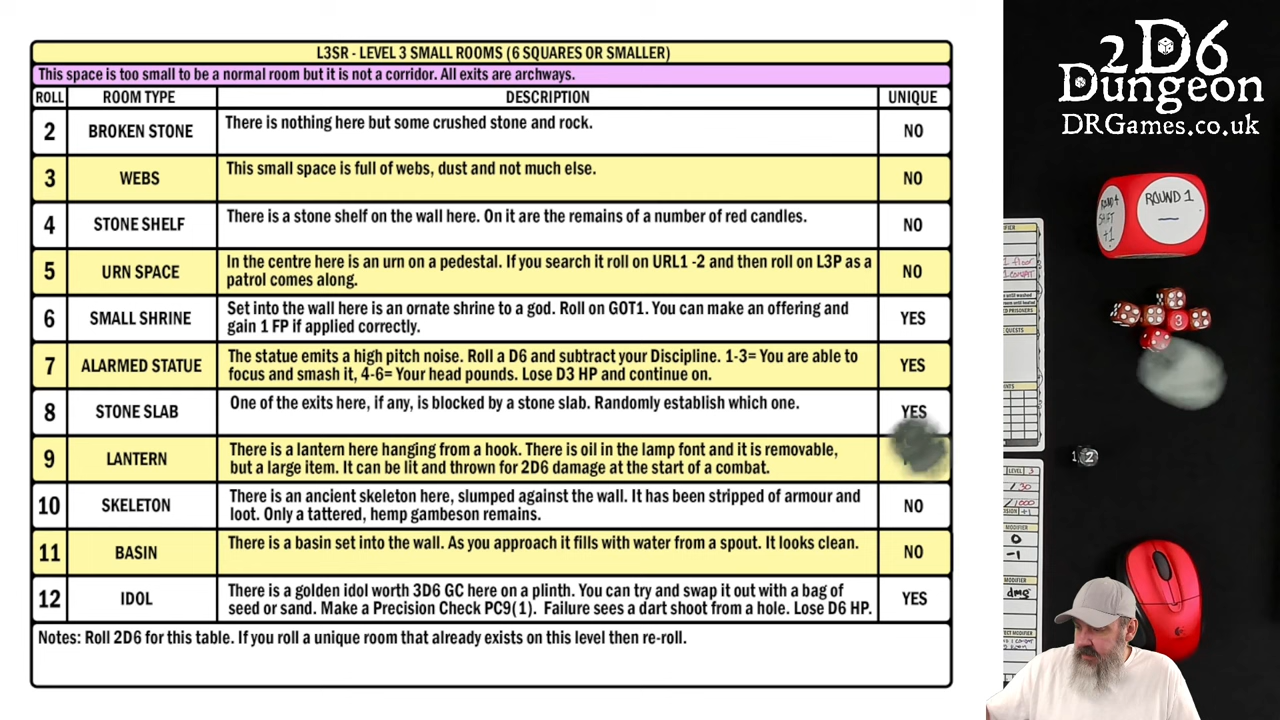 L3SR - LEVEL 3 SMALL ROOMS (6 SQUARES OR SMALLER)
This space is too small to be a normal room but it is not a corridor. All exits are archways.
ROLL ROOM TYPE DESCRIPTION UNIQUE
2 BROKEN STONE There is nothing here but some crushed stone and rock. NO
3 WEBS This small space is full of webs, dust and not much else. NO
4 STONE SHELF There is a stone shelf on the wall here. On it are the remains of a number of red candles. NO
5 URN SPACE In the centre here is an urn on a pedestal. If you search it roll on URL1 -2 and then roll on L3P as a
patrol comes along. NO
6 SMALL SHRINE Set into the wall here is an ornate shrine to a god. Roll on GOT1. You can make an offering and
gain 1 FP if applied correctly. YES
7 ALARMED STATUE The statue emits a high pitch noise. Roll a D6 and subtract your Discipline. 1-3= You are able to
focus and smash it, 4-6= Your head pounds. Lose D3 HP and continue on. YES
8 STONE SLAB One of the exits here, if any, is blocked by a stone slab. Randomly establish which one. YES
9 LANTERN There is a lantern here hanging from a hook. There is oil in the lamp font and it is removable,
but a large item. It can be lit and thrown for 2D6 damage at the start of a combat.
10 SKELETON There is an ancient skeleton here, slumped against the wall. It has been stripped of armour and
loot. Only a tattered, hemp gambeson remains. NO
11 BASIN There is a basin set into the wall. As you approach it fills with water from a spout. It looks clean. NO
12 IDOL There is a golden idol worth 3D6 GC here on a plinth. You can try and swap it out with a bag of
seed or sand. Make a Precision Check PC9(1). Failure sees a dart shoot from a hole. Lose D6 HP. YES
Notes: Roll 2D6 for this table. If you roll a unique room that already exists on this level then re-roll.
2D6
Dungeon
DRGames.co.uk
ROUND 4
SHIFT
+1
ROUND 1
3
1 2
LEVEL 3
/ 30
/ 1000
+1
MODIFIER
0
-1
MODIFIER
dmg